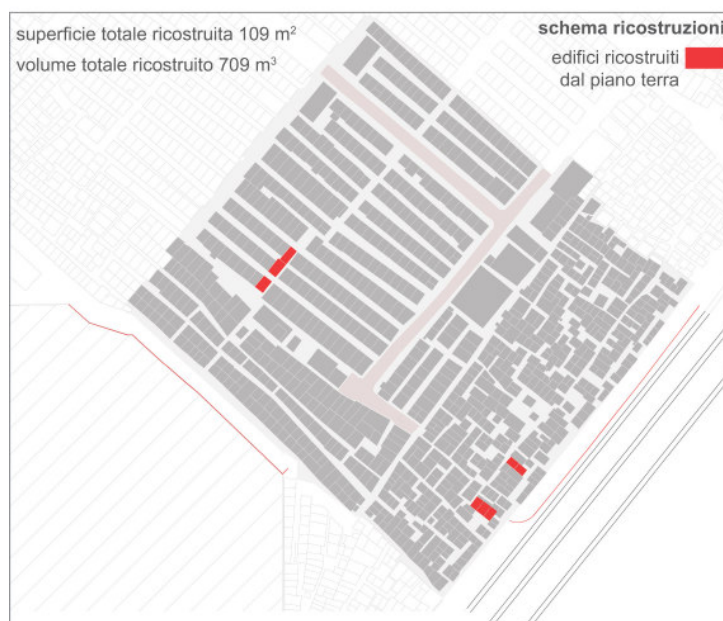 superficie totale ricostruita 109 m²
volume totale ricostruito 709 m³
schema ricostruzioni
edifici ricostruiti
dal piano terra